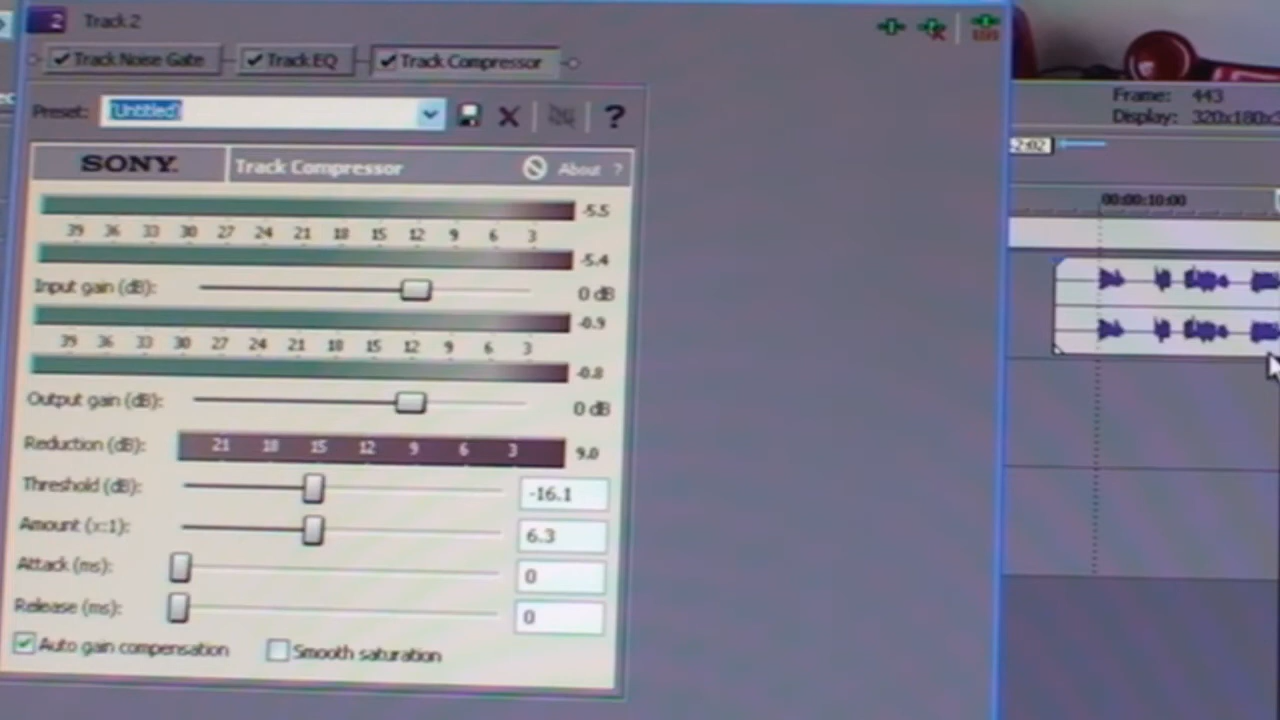 2 Track 2
Track Noise Gate Track EQ Track Compressor
Preset: (Untitled) ?
SONY Track Compressor About ?
-5.5
39 36 33 30 27 24 21 18 15 12 9 6 3
-5.4
Input gain (dB): 0 dB
-0.9
39 36 33 30 27 24 21 18 15 12 9 6 3
-0.8
Output gain (dB): 0 dB
Reduction (dB): 21 18 15 12 9 6 3 9.0
Threshold (dB): -16.1
Amount (x:1): 6.3
Attack (ms): 0
Release (ms): 0
Auto gain compensation Smooth saturation
Frame: 443
Display: 320x180x
2:02
00:00:10:00